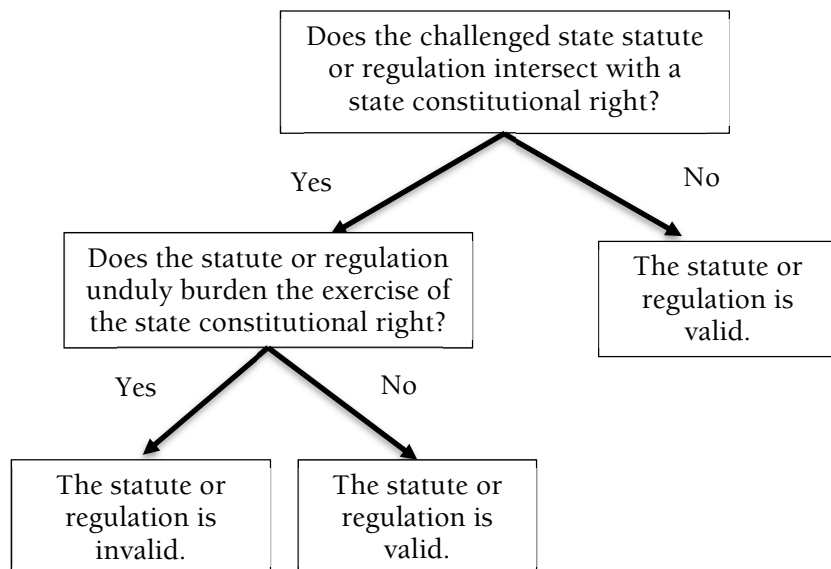 Does the challenged state statute
or regulation intersect with a
state constitutional right?
Yes
No
Does the statute or regulation
unduly burden the exercise of
the state constitutional right?
The statute or
regulation is
valid.
Yes
No
The statute or
regulation is
invalid.
The statute or
regulation is
valid.